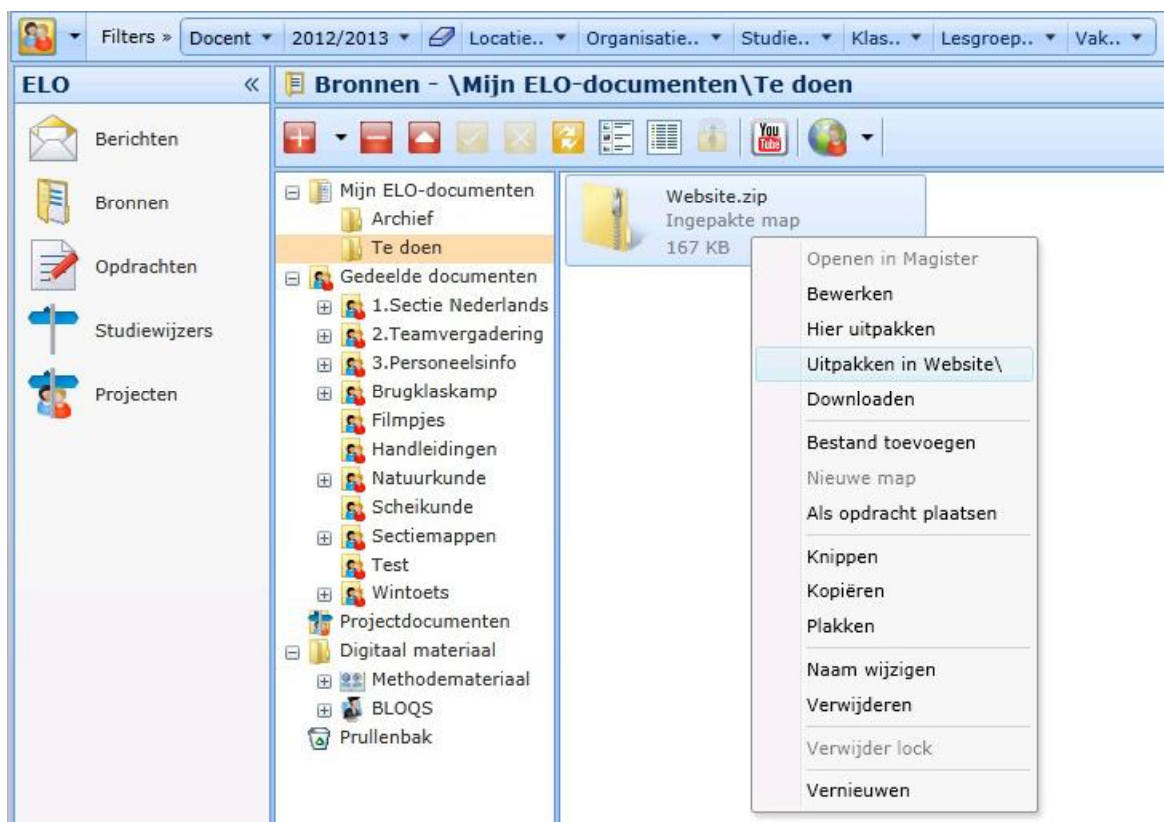 Filters » Docent 2012/2013 Locatie.. Organisatie.. Studie.. Klas.. Lesgroep.. Vak..
ELO «
Berichten
Bronnen
Opdrachten
Studiewijzers
Projecten
Bronnen - \Mijn ELO-documenten\Te doen
You Tube
Mijn ELO-documenten
Archief
Te doen
Gedeelde documenten
1.Sectie Nederlands
2.Teamvergadering
3.Personeelsinfo
Brugklaskamp
Filmpjes
Handleidingen
Natuurkunde
Scheikunde
Sectiemappen
Test
Wintoets
Projectdocumenten
Digitaal materiaal
Methodemateriaal
BLOQS
Prullenbak
Website.zip
Ingepakte map
167 KB
Openen in Magister
Bewerken
Hier uitpakken
Uitpakken in Website\
Downloaden
Bestand toevoegen
Nieuwe map
Als opdracht plaatsen
Knippen
Kopiëren
Plakken
Naam wijzigen
Verwijderen
Verwijder lock
Vernieuwen